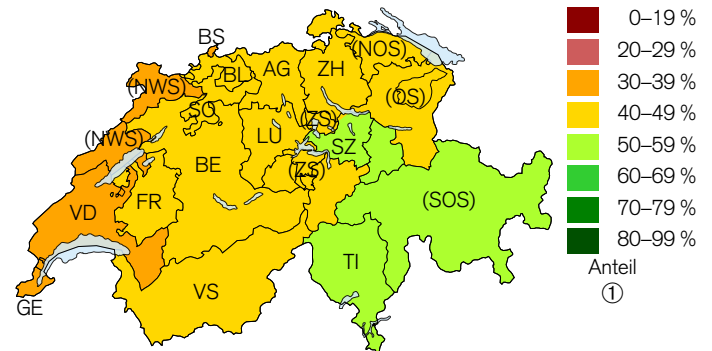 BS
(NWS)
BL
AG
ZH
(NOS)
(OS)
SO
(ZS)
(NWS)
LU
SZ
BE
(ZS)
FR
(SOS)
VD
TI
VS
GE
0–19 %
20–29 %
30–39 %
40–49 %
50–59 %
60–69 %
70–79 %
80–99 %
Anteil
①